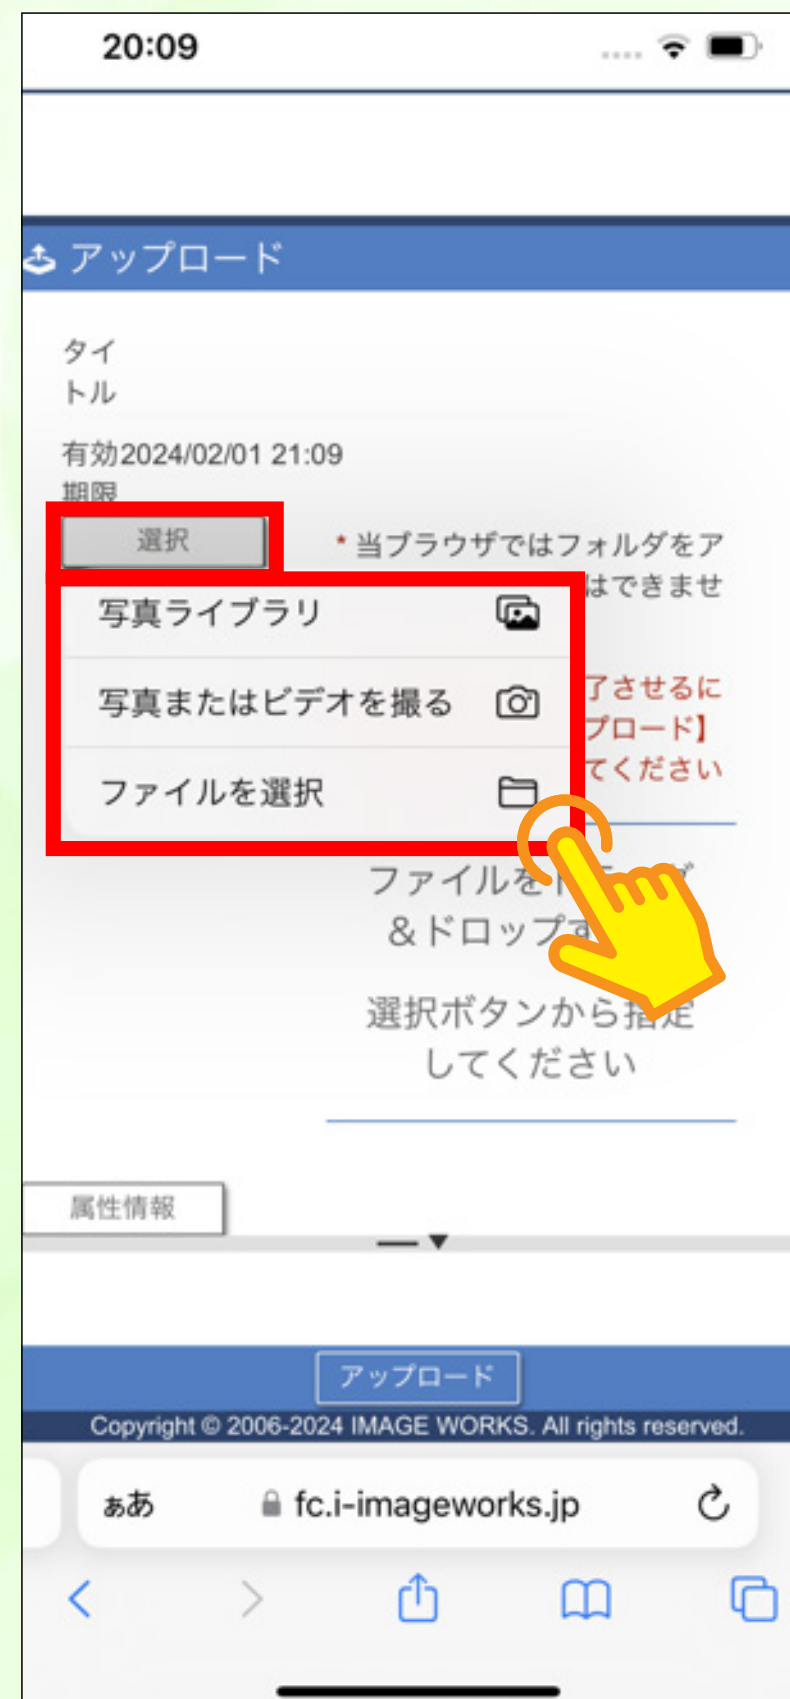 20:09
アップロード
タイ
トル
有効2024/02/01 21:09
期限
選択
* 当ブラウザではフォルダをア
はできませ
写真ライブラリ
写真またはビデオを撮る
ファイルを選択
了させるに
プロード】
てください
ファイルをド
&ドロップす
選択ボタンから指定
してください
属性情報
アップロード
Copyright © 2006-2024 IMAGE WORKS. All rights reserved.
ぁあ
fc.i-imageworks.jp